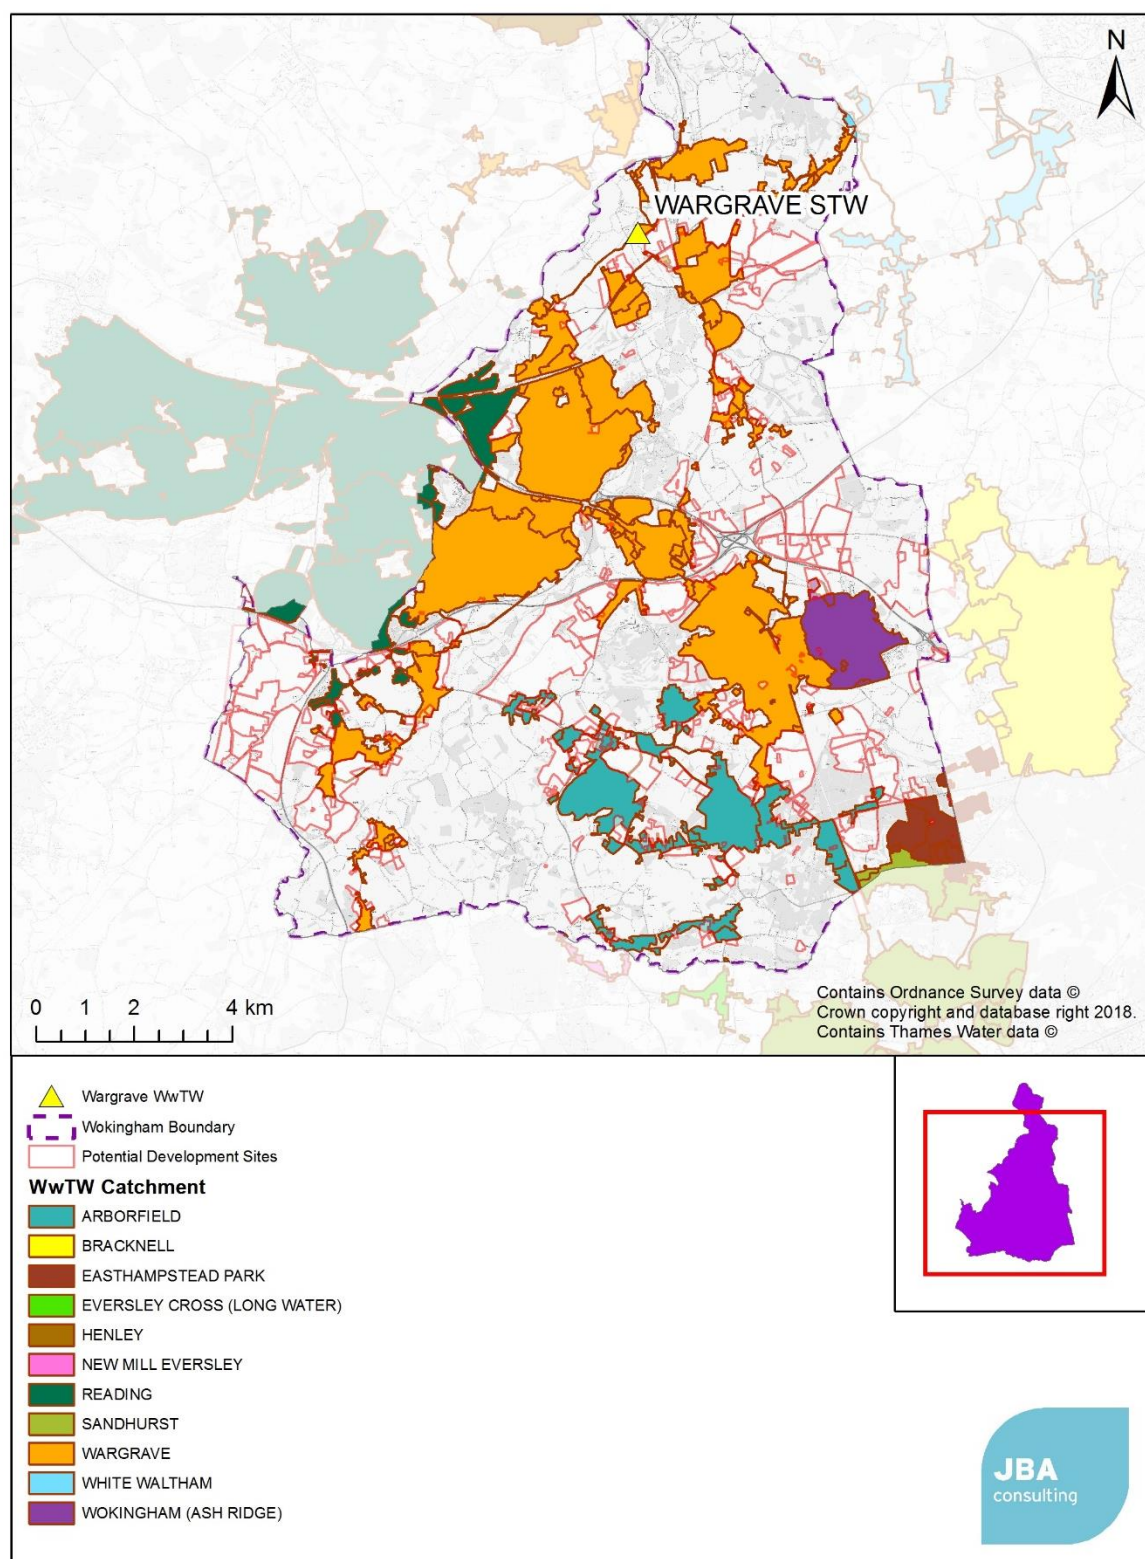 N
WARGRAVE STW
0 1 2 4 km
Contains Ordnance Survey data ©
Crown copyright and database right 2018.
Contains Thames Water data ©
Wargrave WwTW
Wokingham Boundary
Potential Development Sites
WwTW Catchment
ARBORFIELD
BRACKNELL
EASTHAMPSTEAD PARK
EVERSLEY CROSS (LONG WATER)
HENLEY
NEW MILL EVERSLEY
READING
SANDHURST
WARGRAVE
WHITE WALTHAM
WOKINGHAM (ASH RIDGE)
JBA
consulting